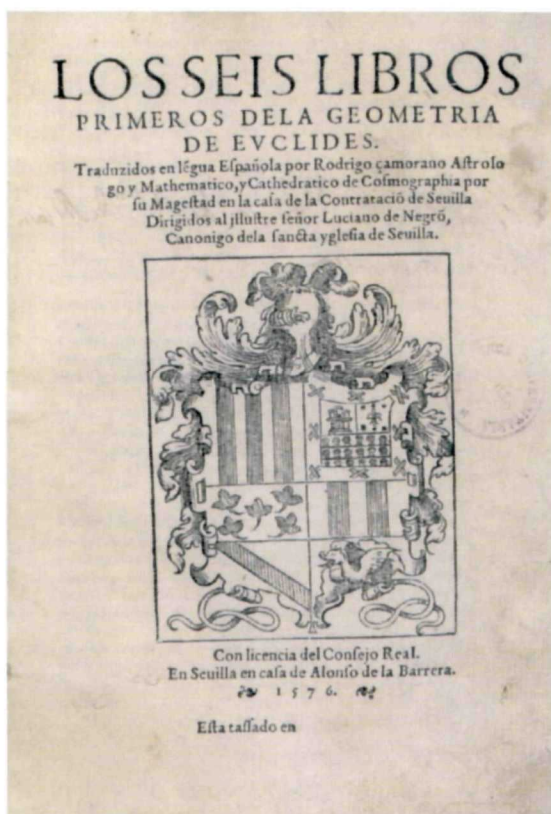 LOS SEIS LIBROS
PRIMEROS DELA GEOMETRIA
DE EVCLIDES.
Traduzidos en lẽgua Eſpañola por Rodrigo çamorano Aſtrolo
go y Mathematico, y Cathedratico de Coſmographia por
ſu Mageſtad en la caſa de la Contratació de Seuilla
Dirigidos al jlluſtre ſeñor Luciano de Negrõ,
Canonigo dela ſancta ygleſia de Seuilla.
Con licencia del Conſejo Real.
En Seuilla en caſa de Alonſo de la Barrera.
1576.
Eſta taſſado en